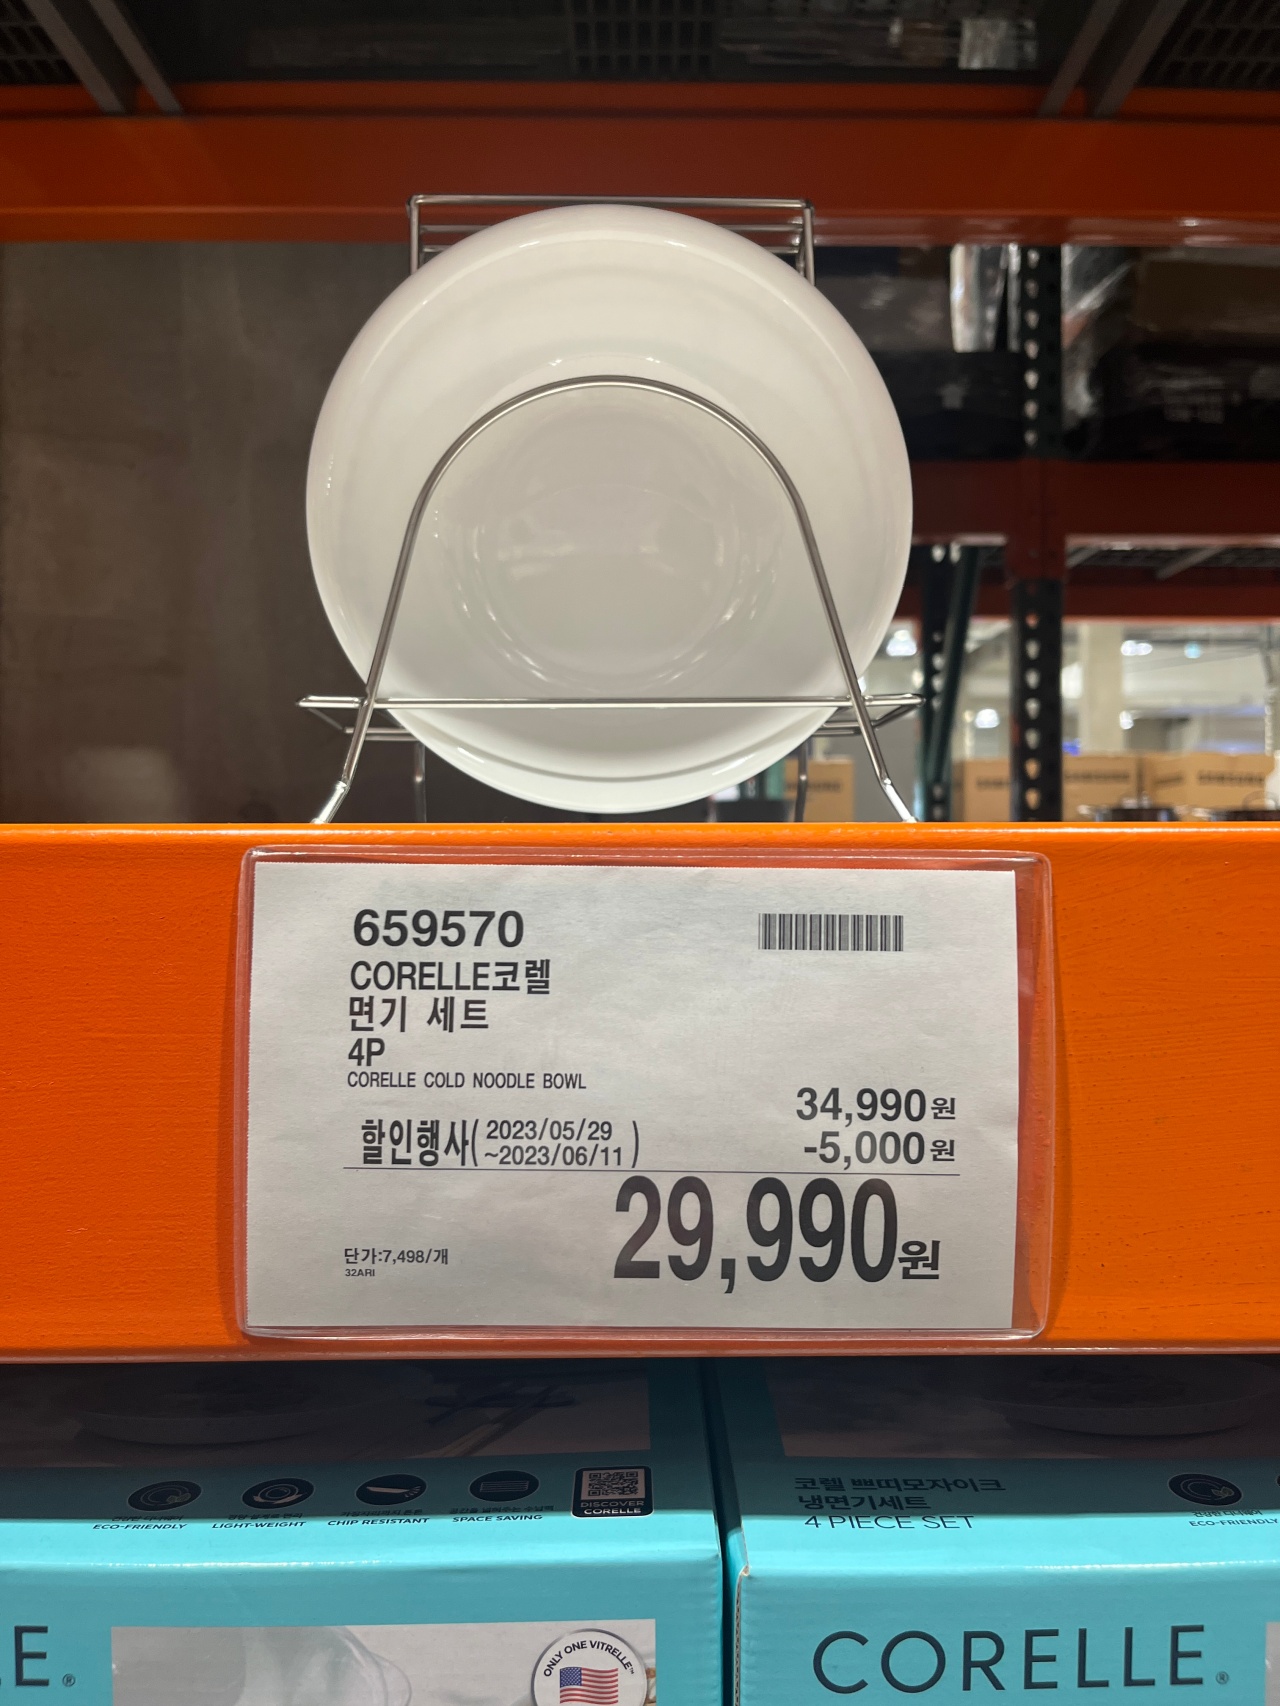 659570
CORELLE코렐
면기 세트
4P
CORELLE COLD NOODLE BOWL
34,990원
할인행사( 2023/05/29
~2023/06/11 )
-5,000원
29,990원
단가:7,498/개
32ARI
SAMSUNG
ECO-FRIENDLY
LIGHT-WEIGHT
CHIP RESISTANT
SPACE SAVING
DISCOVER
CORELLE
코렐 쁘띠모자이크
냉면기세트
4 PIECE SET
ECO-FRIENDLY
LE®
ONLY ONE VITRELLE™
CORELLE®